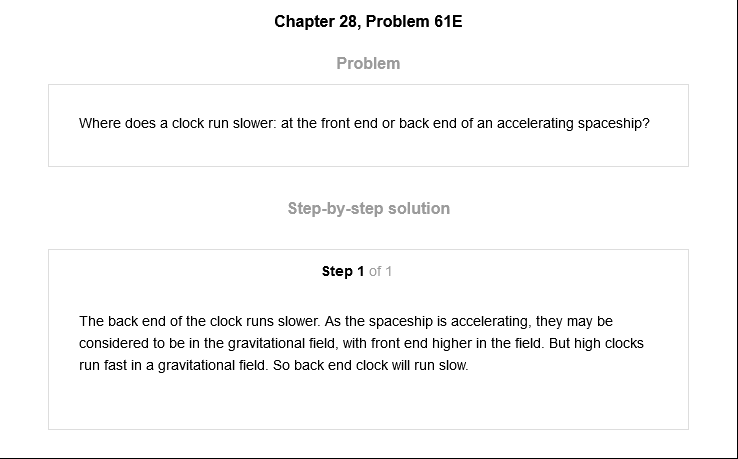 Chapter 28, Problem 61E
Problem
Where does a clock run slower: at the front end or back end of an accelerating spaceship?
Step-by-step solution
Step 1 of 1
The back end of the clock runs slower. As the spaceship is accelerating, they may be
considered to be in the gravitational field, with front end higher in the field. But high clocks
run fast in a gravitational field. So back end clock will run slow.